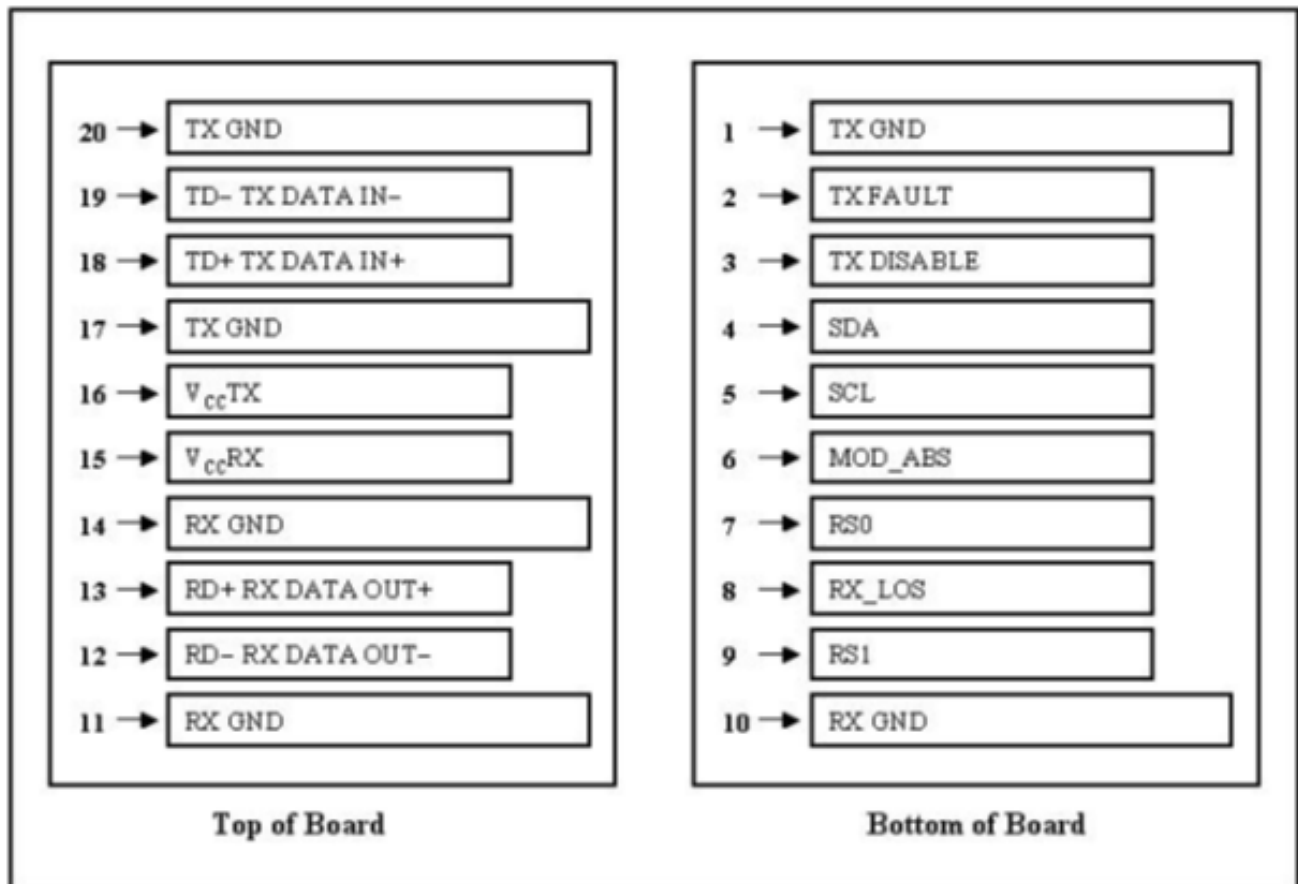 20 TX GND
19 TD– TX DATA IN–
18 TD+ TX DATA IN+
17 TX GND
16 VCCTX
15 VCCRX
14 RX GND
13 RD+ RX DATA OUT+
12 RD– RX DATA OUT–
11 RX GND
Top of Board
1 TX GND
2 TX FAULT
3 TX DISABLE
4 SDA
5 SCL
6 MOD_ABS
7 RS0
8 RX_LOS
9 RS1
10 RX GND
Bottom of Board